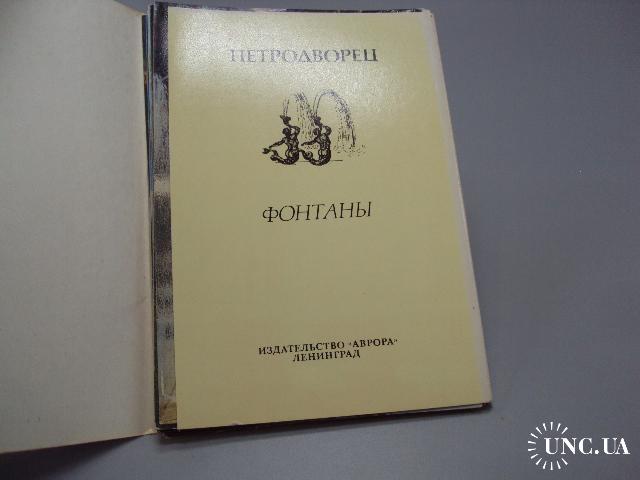 ПЕТРОДВОРЕЦ
ФОНТАНЫ
ИЗДАТЕЛЬСТВО "АВРОРА"
ЛЕНИНГРАД
UNC.UA